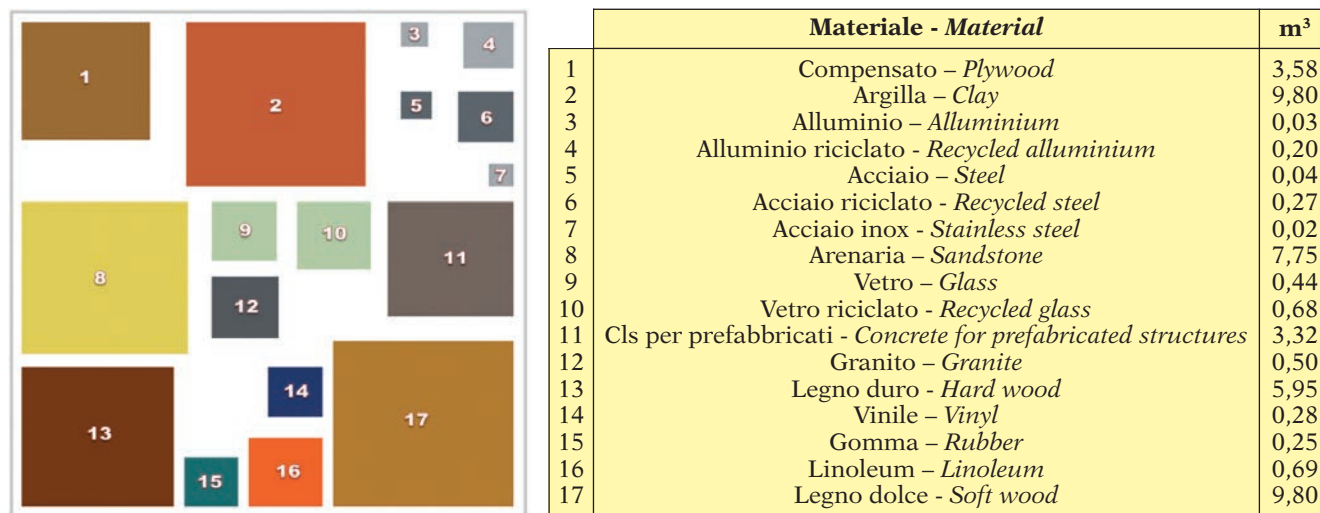 1
2
3
4
5
6
7
8
9
10
11
12
13
14
15
16
17
Materiale - Material m³
1 Compensato – Plywood 3,58
2 Argilla – Clay 9,80
3 Alluminio – Alluminium 0,03
4 Alluminio riciclato - Recycled alluminium 0,20
5 Acciaio – Steel 0,04
6 Acciaio riciclato - Recycled steel 0,27
7 Acciaio inox - Stainless steel 0,02
8 Arenaria – Sandstone 7,75
9 Vetro – Glass 0,44
10 Vetro riciclato - Recycled glass 0,68
11 Cls per prefabbricati - Concrete for prefabricated structures 3,32
12 Granito – Granite 0,50
13 Legno duro - Hard wood 5,95
14 Vinile – Vinyl 0,28
15 Gomma – Rubber 0,25
16 Linoleum – Linoleum 0,69
17 Legno dolce - Soft wood 9,80